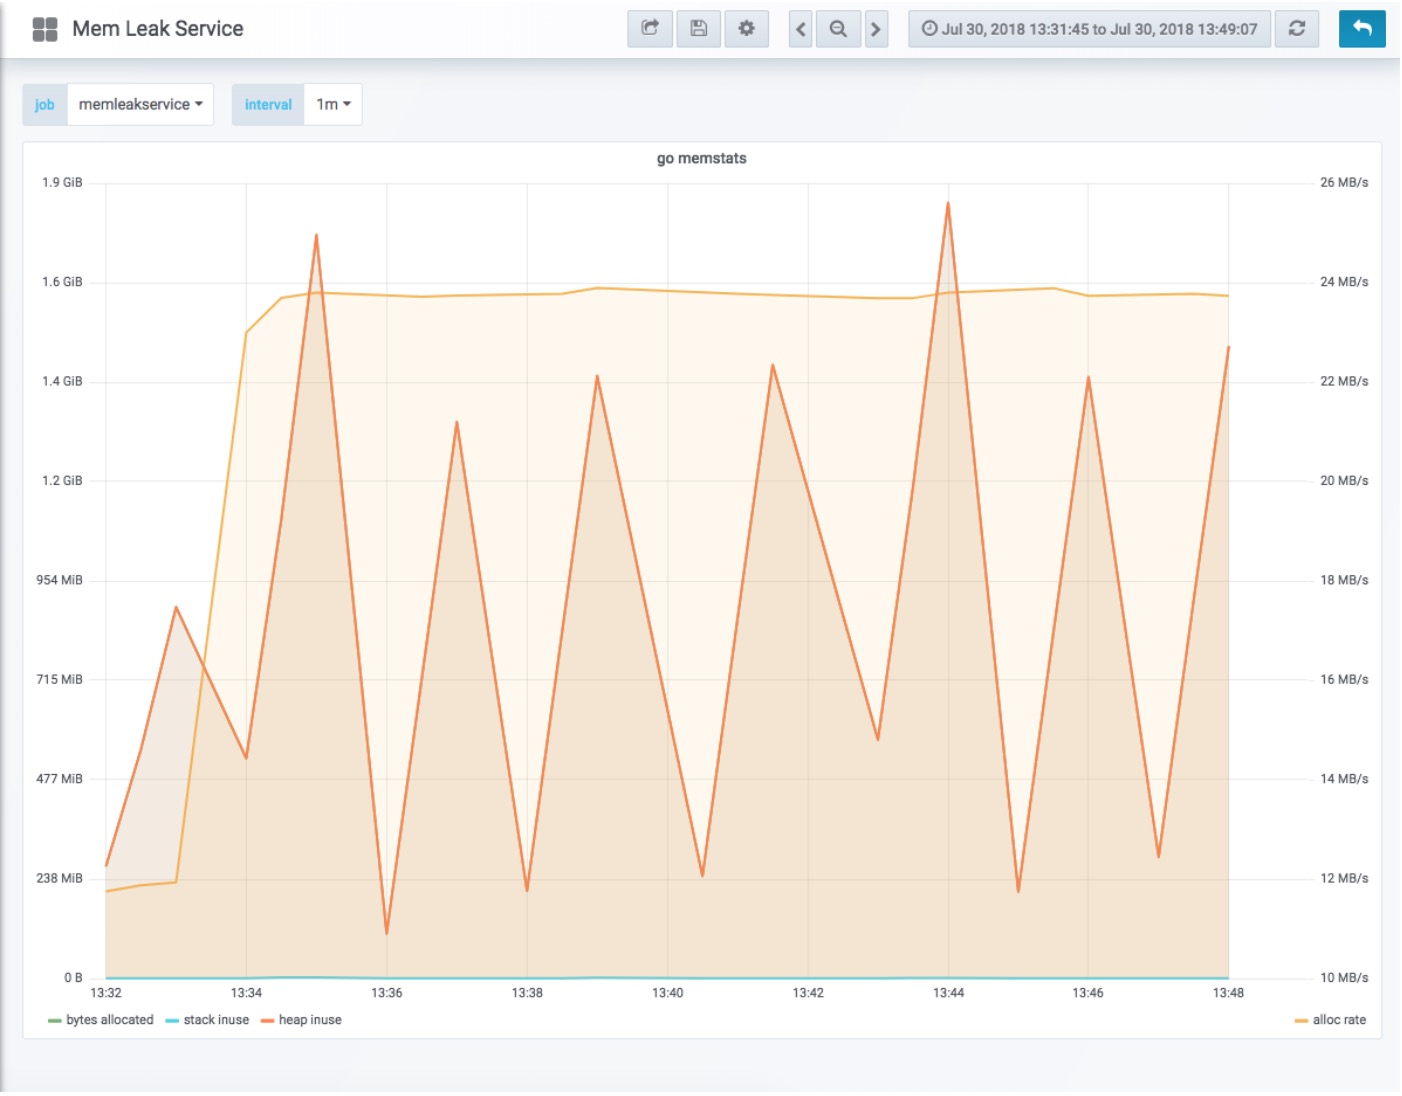 Mem Leak Service
Jul 30, 2018 13:31:45 to Jul 30, 2018 13:49:07
job memleakservice interval 1m
go memstats
1.9 GiB 26 MB/s
1.6 GiB 24 MB/s
1.4 GiB 22 MB/s
1.2 GiB 20 MB/s
954 MiB 18 MB/s
715 MiB 16 MB/s
477 MiB 14 MB/s
238 MiB 12 MB/s
0 B 10 MB/s
13:32 13:34 13:36 13:38 13:40 13:42 13:44 13:46 13:48
bytes allocated stack inuse heap inuse alloc rate